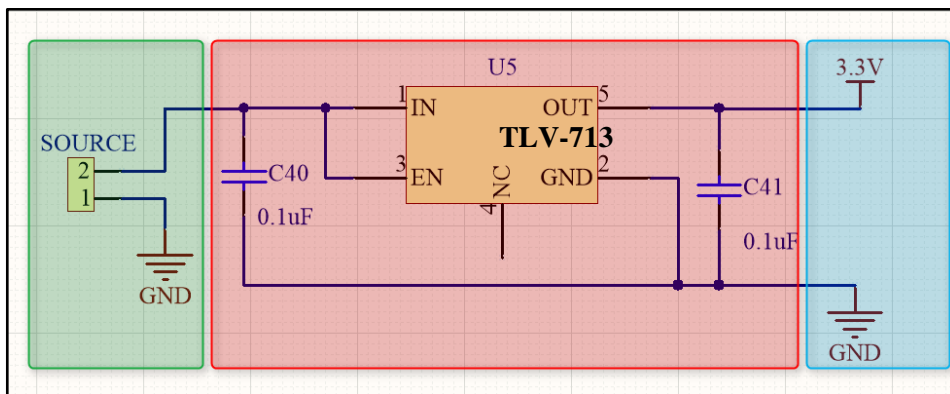 U5
3.3V
1 IN
OUT 5
TLV-713
SOURCE
2
1
C40
3 EN
NC
4
GND 2
C41
0.1uF
0.1uF
GND
GND